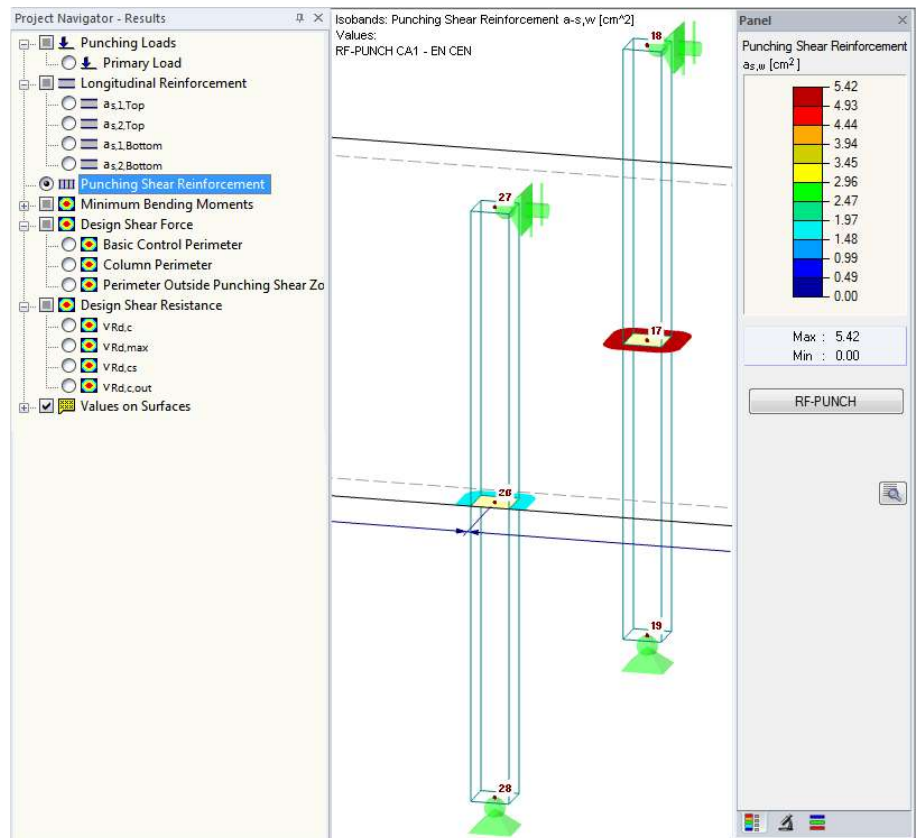 Project Navigator - Results
Punching Loads
Primary Load
Longitudinal Reinforcement
as,1,Top
as,2,Top
as,1,Bottom
as,2,Bottom
Punching Shear Reinforcement
Minimum Bending Moments
Design Shear Force
Basic Control Perimeter
Column Perimeter
Perimeter Outside Punching Shear Zo
Design Shear Resistance
vRd,c
vRd,max
vRd,cs
vRd,c,out
Values on Surfaces
Isobands: Punching Shear Reinforcement a-s,w [cm^2]
Values:
RF-PUNCH CA1 - EN CEN
18
27
17
26
19
28
Panel
Punching Shear Reinforcement
as,w [cm2]
5.42
4.93
4.44
3.94
3.45
2.96
2.47
1.97
1.48
0.99
0.49
0.00
Max : 5.42
Min : 0.00
RF-PUNCH